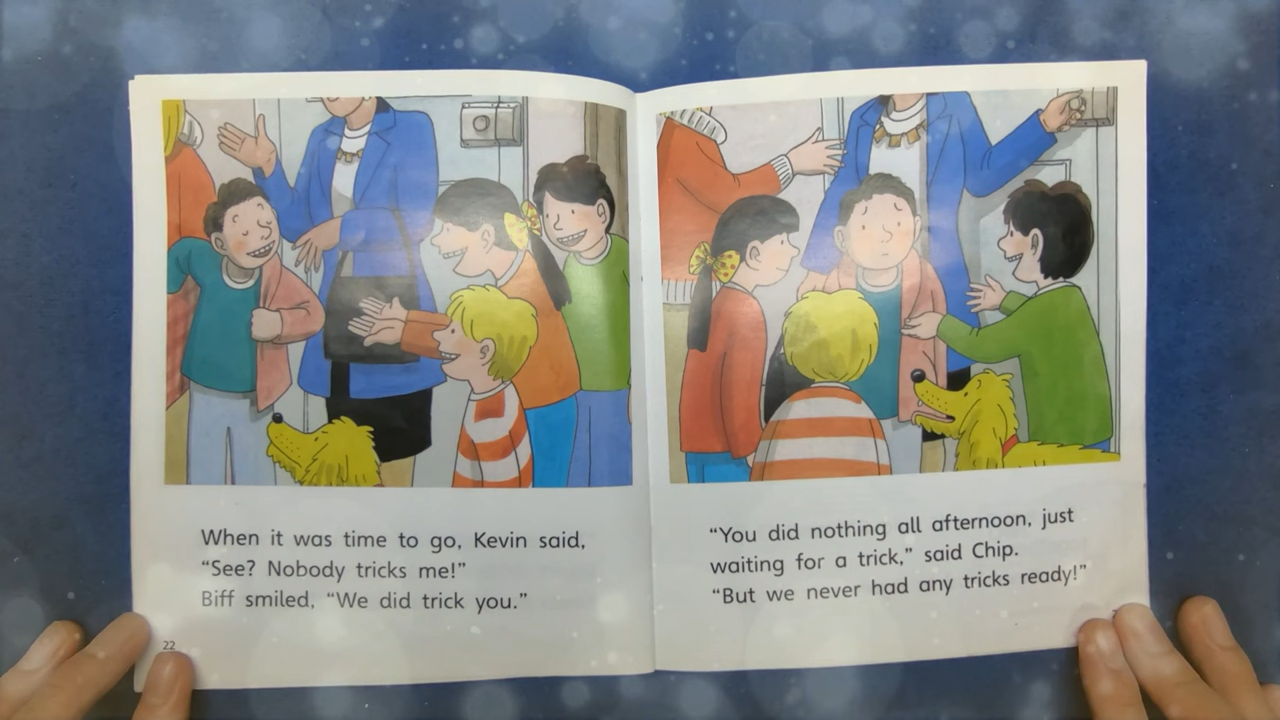 When it was time to go, Kevin said,
“See? Nobody tricks me!”
Biff smiled, “We did trick you.”
22
“You did nothing all afternoon, just
waiting for a trick,” said Chip.
“But we never had any tricks ready!”